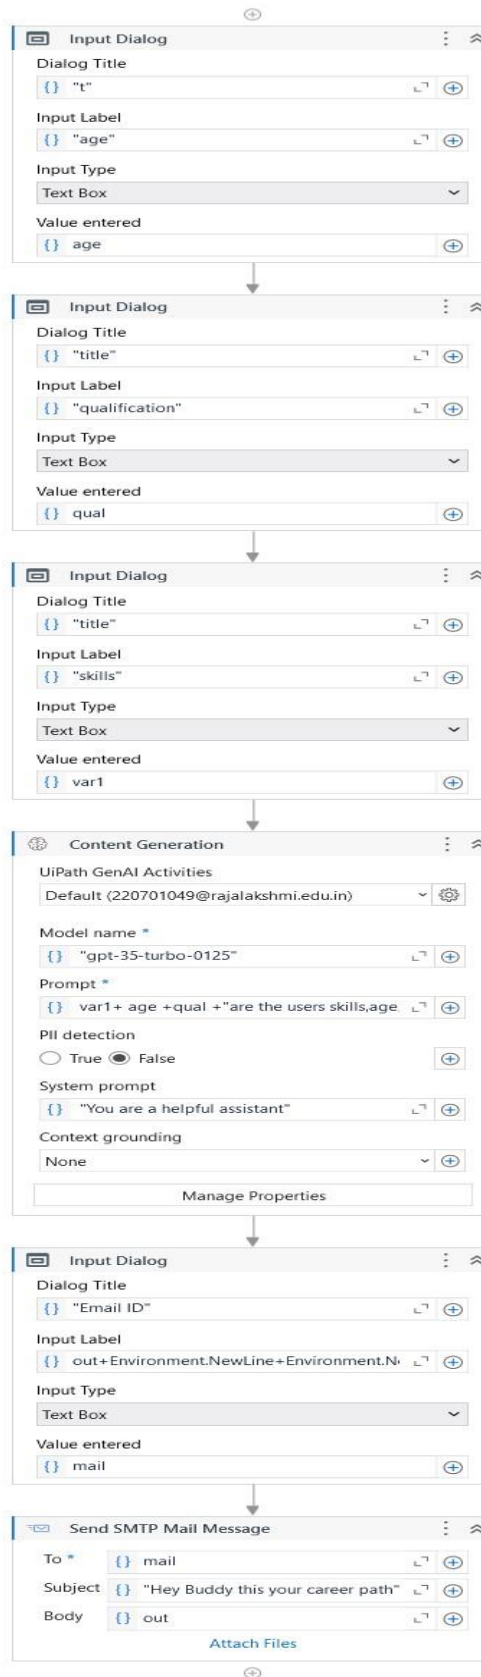 Input Dialog
Dialog Title
{} "t"
Input Label
{} "age"
Input Type
Text Box
Value entered
{} age
Input Dialog
Dialog Title
{} "title"
Input Label
{} "qualification"
Input Type
Text Box
Value entered
{} qual
Input Dialog
Dialog Title
{} "title"
Input Label
{} "skills"
Input Type
Text Box
Value entered
{} var1
Content Generation
UiPath GenAI Activities
Default (220701049@rajalakshmi.edu.in)
Model name *
{} "gpt-35-turbo-0125"
Prompt *
{} var1+ age +qual +"are the users skills,age
PII detection
True False
System prompt
{} "You are a helpful assistant"
Context grounding
None
Manage Properties
Input Dialog
Dialog Title
{} "Email ID"
Input Label
{} out+Environment.NewLine+Environment.N
Input Type
Text Box
Value entered
{} mail
Send SMTP Mail Message
To * {} mail
Subject {} "Hey Buddy this your career path"
Body {} out
Attach Files